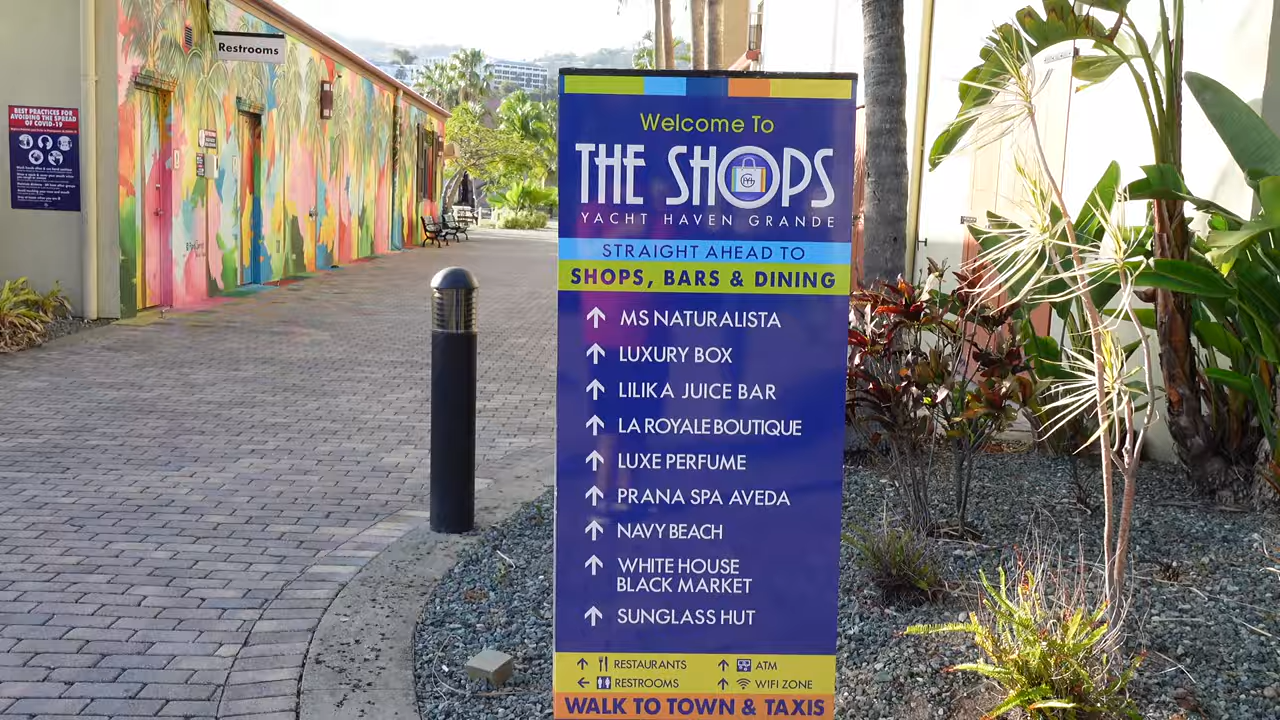 Restrooms
BEST PRACTICES FOR
AVOIDING THE SPREAD
OF COVID-19
Welcome To
THE SHOPS
YACHT HAVEN GRANDE
STRAIGHT AHEAD TO
SHOPS, BARS & DINING
MS NATURALISTA
LUXURY BOX
LILIKA JUICE BAR
LA ROYALE BOUTIQUE
LUXE PERFUME
PRANA SPA AVEDA
NAVY BEACH
WHITE HOUSE
BLACK MARKET
SUNGLASS HUT
RESTAURANTS ATM
RESTROOMS WIFI ZONE
WALK TO TOWN & TAXIS